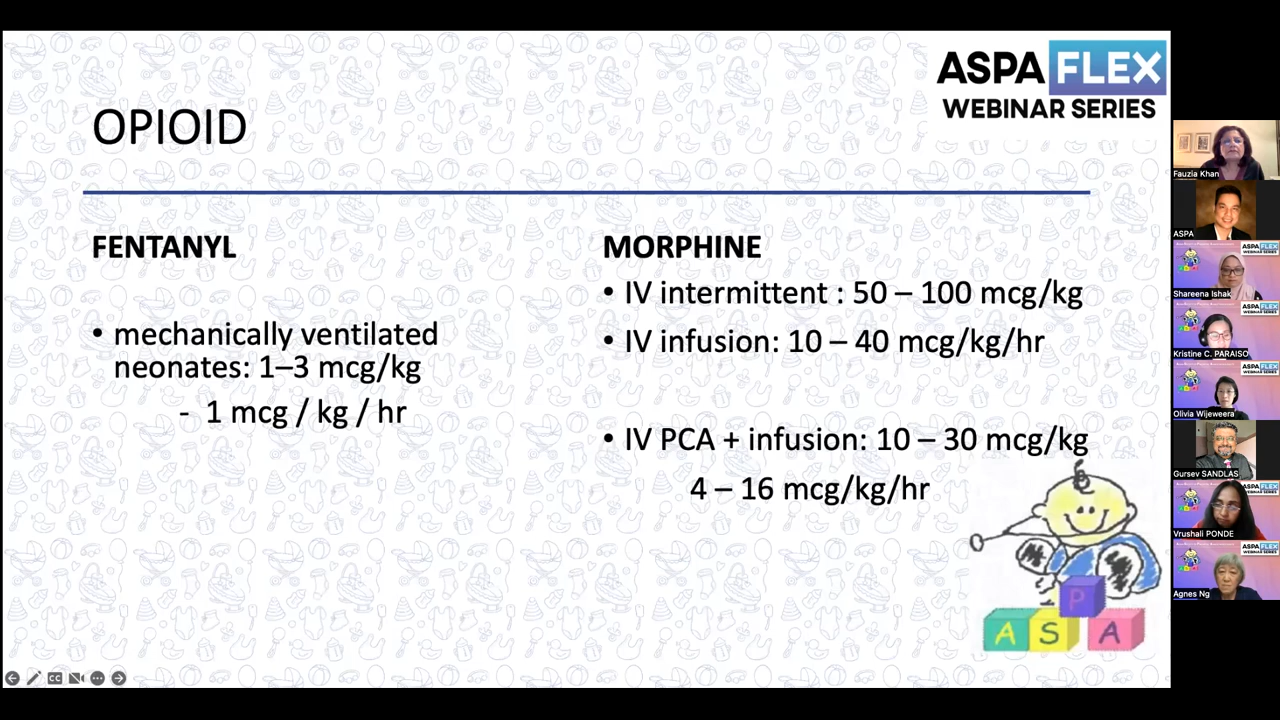 ASPA FLEX
WEBINAR SERIES
OPIOID
FENTANYL
• mechanically ventilated
neonates: 1–3 mcg/kg
- 1 mcg / kg / hr
MORPHINE
• IV intermittent : 50 – 100 mcg/kg
• IV infusion: 10 – 40 mcg/kg/hr
• IV PCA + infusion: 10 – 30 mcg/kg
4 – 16 mcg/kg/hr
P
A S A
CC
Fauzia Khan
ASPA
Shareena Ishak
Kristine C. PARAISO
Olivia Wijeweera
Gursev SANDLAS
Vrushali PONDE
Agnes Ng